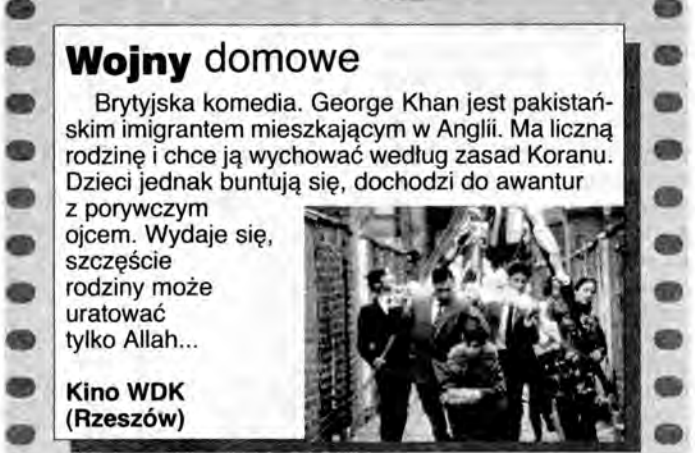 Wojny domowe
Brytyjska komedia. George Khan jest pakistań-
skim imigrantem mieszkającym w Anglii. Ma liczną
rodzinę i chce ją wychować według zasad Koranu.
Dzieci jednak buntują się, dochodzi do awantur
z porywczym
ojcem. Wydaje się,
szczęście
rodziny może
uratować
tylko Allah...
Kino WDK
(Rzeszów)